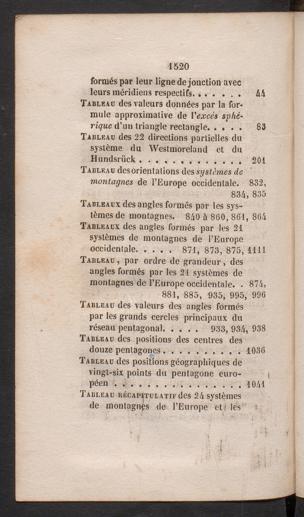 1520
formés par leur ligne de jonction avec
leurs méridiens respectifs. . . . . . . 44
TABLEAU des valeurs données par la for-
mule approximative de l'excès sphé-
rique d'un triangle rectangle. . . . . 83
TABLEAU des 22 directions partielles du
système du Westmoreland et du
Hundsrück . . . . . . . . . . . . 201
TABLEAU des orientations des systèmes de
montagnes de l'Europe occidentale. 832,
834, 835
TABLEAUX des angles formés par les sys-
tèmes de montagnes. 840 à 860, 861, 864
TABLEAUX des angles formés par les 21
systèmes de montagnes de l'Europe
occidentale. . . . . 871, 873, 875, 1111
TABLEAU, par ordre de grandeur, des
angles formés par les 21 systèmes de
montagnes de l'Europe occidentale. . 874,
881, 885, 935, 995, 996
TABLEAU des valeurs des angles formés
par les grands cercles principaux du
réseau pentagonal. . . . . 933, 934, 938
TABLEAU des positions des centres des
douze pentagones . . . . . . . . . . 1036
TABLEAU des positions géographiques de
vingt-six points du pentagone euro-
péen . . . . . . . . . . . . . . . . 1041
TABLEAU RÉCAPITULATIF des 24 systèmes
de montagnes de l'Europe et les